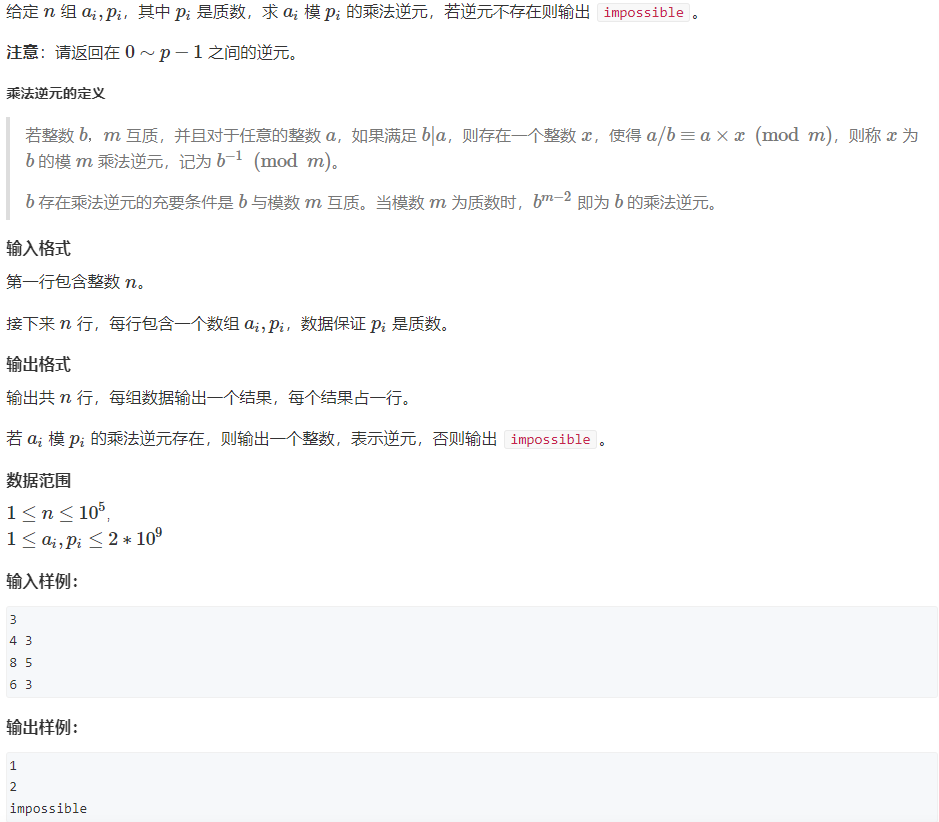 给定 n 组 a_i, p_i，其中 p_i 是质数，求 a_i 模 p_i 的乘法逆元，若逆元不存在则输出 impossible 。
注意：请返回在 0 ∼ p − 1 之间的逆元。
乘法逆元的定义
若整数 b，m 互质，并且对于任意的整数 a，如果满足 b|a，则存在一个整数 x，使得 a/b ≡ a × x (mod m)，则称 x 为
b 的模 m 乘法逆元，记为 b^{−1} (mod m)。
b 存在乘法逆元的充要条件是 b 与模数 m 互质。当模数 m 为质数时，b^{m−2} 即为 b 的乘法逆元。
输入格式
第一行包含整数 n。
接下来 n 行，每行包含一个数组 a_i, p_i，数据保证 p_i 是质数。
输出格式
输出共 n 行，每组数据输出一个结果，每个结果占一行。
若 a_i 模 p_i 的乘法逆元存在，则输出一个整数，表示逆元，否则输出 impossible 。
数据范围
1 ≤ n ≤ 10^5,
1 ≤ a_i, p_i ≤ 2 ∗ 10^9
输入样例：
3
4 3
8 5
6 3
输出样例：
1
2
impossible